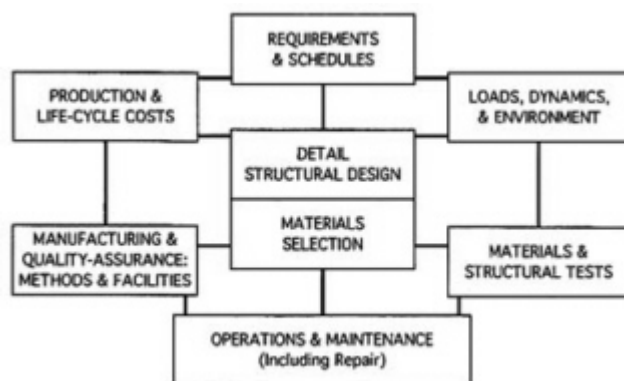 REQUIREMENTS
& SCHEDULES
PRODUCTION &
LIFE-CYCLE COSTS
LOADS, DYNAMICS,
& ENVIRONMENT
DETAIL
STRUCTURAL DESIGN
MATERIALS
SELECTION
MANUFACTURING &
QUALITY-ASSURANCE:
METHODS & FACILITIES
MATERIALS &
STRUCTURAL TESTS
OPERATIONS & MAINTENANCE
(Including Repair)